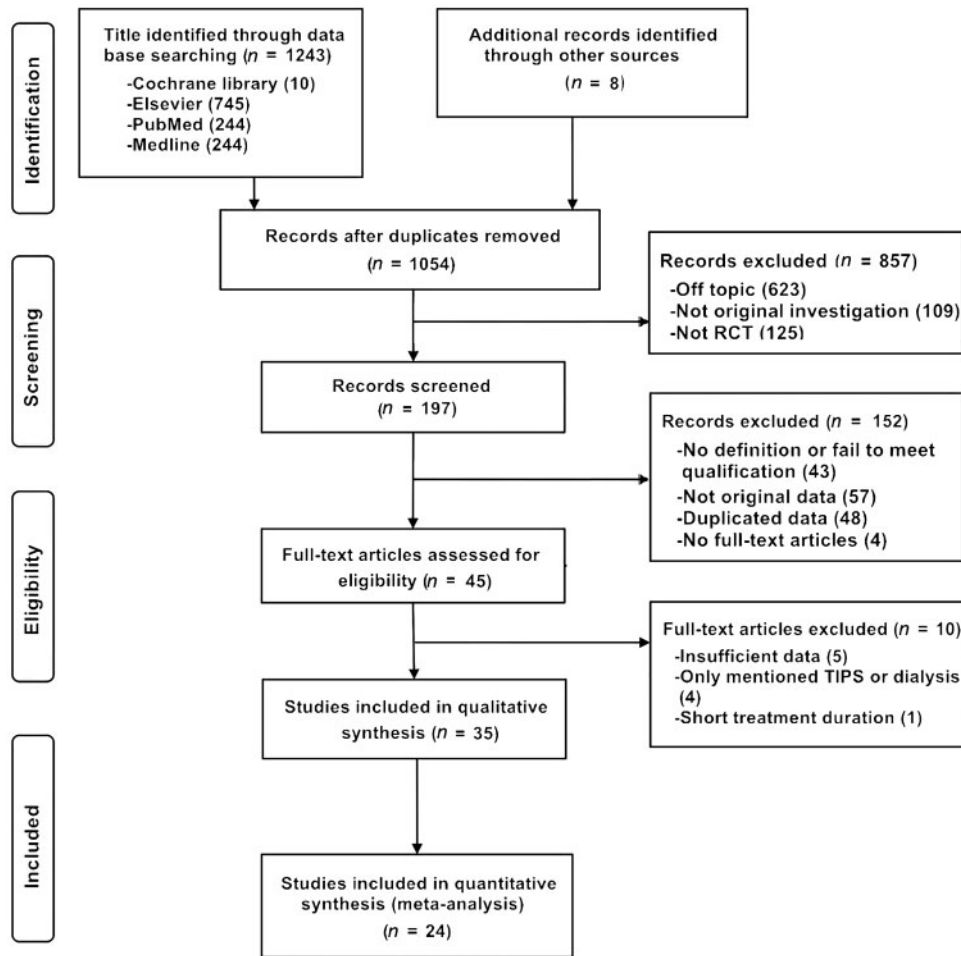 Identification
Title identified through data
base searching (n = 1243)
-Cochrane library (10)
-Elsevier (745)
-PubMed (244)
-Medline (244)
Additional records identified
through other sources
(n = 8)
Records after duplicates removed
(n = 1054)
Screening
Records excluded (n = 857)
-Off topic (623)
-Not original investigation (109)
-Not RCT (125)
Records screened
(n = 197)
Records excluded (n = 152)
-No definition or fail to meet
qualification (43)
-Not original data (57)
-Duplicated data (48)
-No full-text articles (4)
Eligibility
Full-text articles assessed for
eligibility (n = 45)
Full-text articles excluded (n = 10)
-Insufficient data (5)
-Only mentioned TIPS or dialysis
(4)
-Short treatment duration (1)
Studies included in qualitative
synthesis (n = 35)
Included
Studies included in quantitative
synthesis (meta-analysis)
(n = 24)